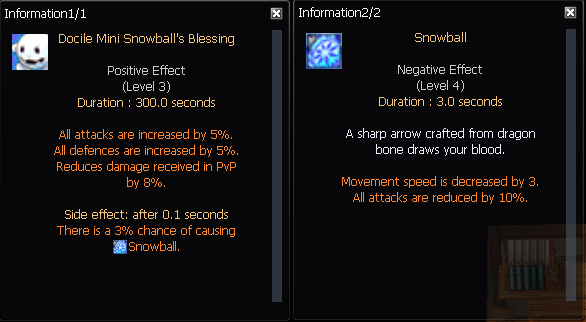 Information1/1
Docile Mini Snowball's Blessing
Positive Effect
(Level 3)
Duration : 300.0 seconds
All attacks are increased by 5%.
All defences are increased by 5%.
Reduces damage received in PvP
by 8%.
Side effect: after 0.1 seconds
There is a 3% chance of causing
Snowball.
Information2/2
Snowball
Negative Effect
(Level 4)
Duration : 3.0 seconds
A sharp arrow crafted from dragon
bone draws your blood.
Movement speed is decreased by 3.
All attacks are reduced by 10%.